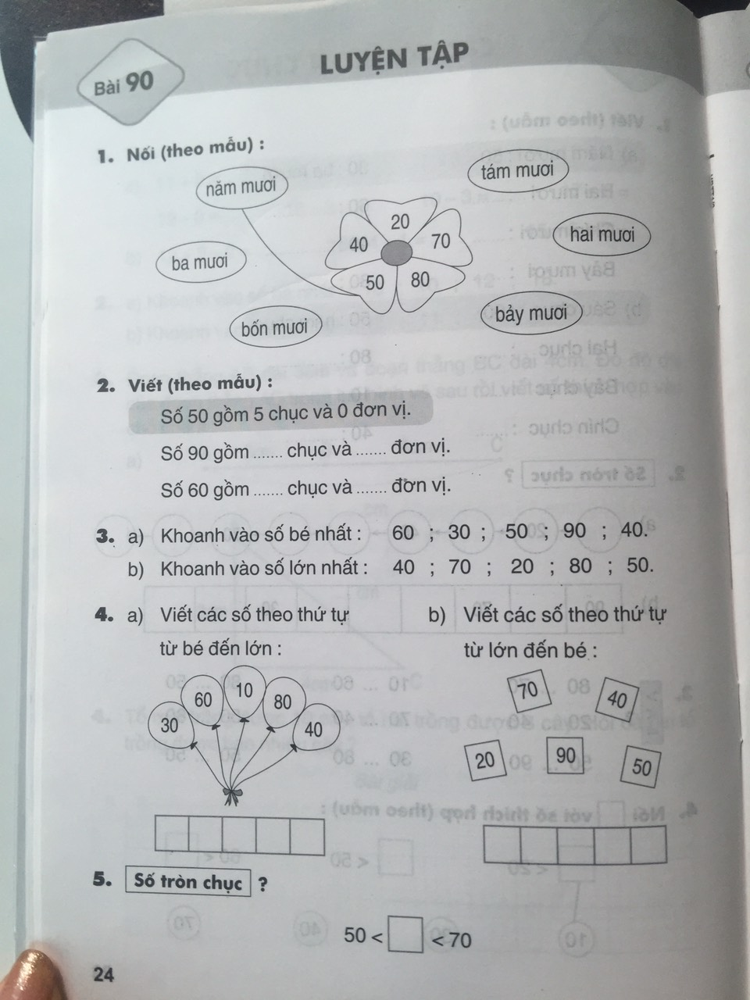 Bài 90
LUYỆN TẬP
1. Nối (theo mẫu) :
năm mươi
tám mươi
ba mươi
hai mươi
bốn mươi
bảy mươi
20
40
70
50
80
2. Viết (theo mẫu) :
Số 50 gồm 5 chục và 0 đơn vị.
Số 90 gồm ....... chục và ....... đơn vị.
Số 60 gồm ....... chục và ....... đơn vị.
3. a) Khoanh vào số bé nhất : 60 ; 30 ; 50 ; 90 ; 40.
b) Khoanh vào số lớn nhất : 40 ; 70 ; 20 ; 80 ; 50.
4. a) Viết các số theo thứ tự
từ bé đến lớn :
30
60
10
80
40
b) Viết các số theo thứ tự
từ lớn đến bé :
70
40
20
90
50
5. Số tròn chục ?
50 < < 70
24